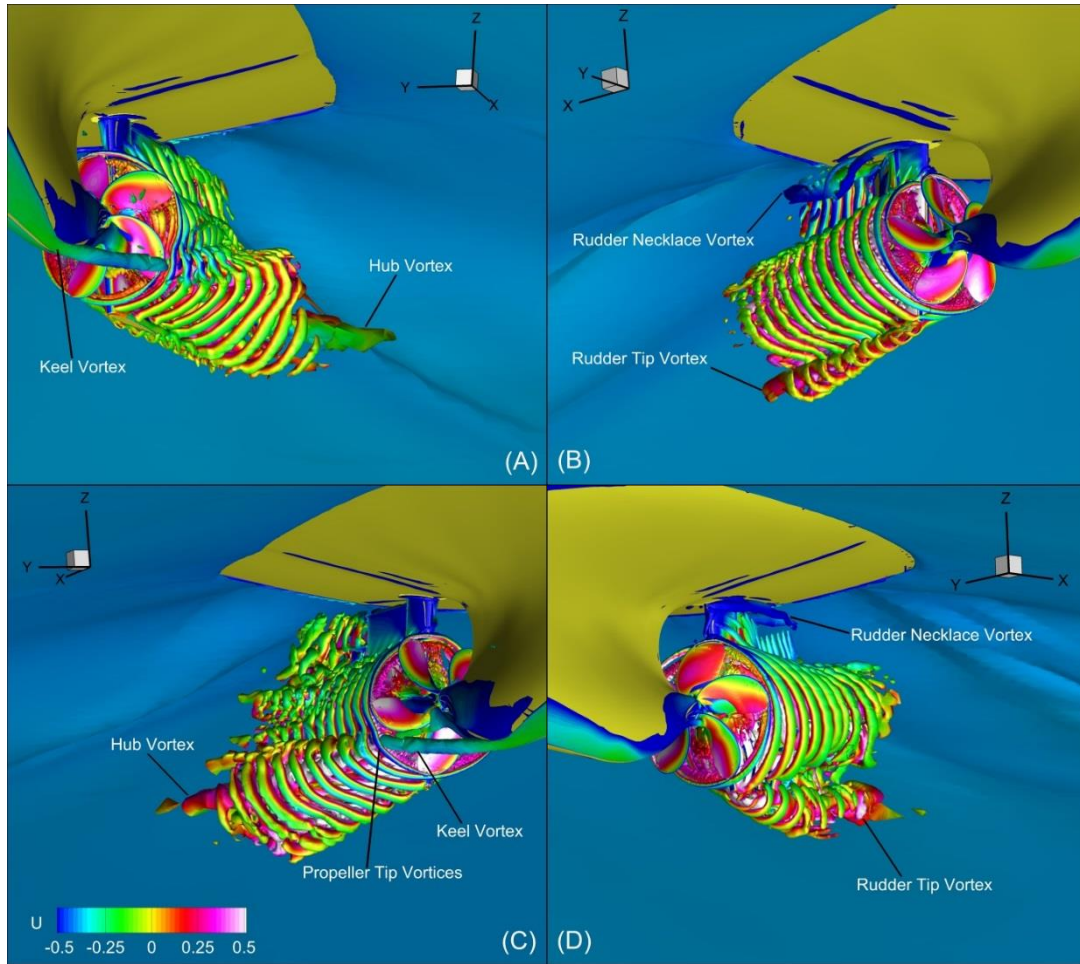 Z
Y
X
Hub Vortex
Keel Vortex
(A)
Z
Y
X
Rudder Necklace Vortex
Rudder Tip Vortex
(B)
Z
Y
X
Hub Vortex
Keel Vortex
Propeller Tip Vortices
U
-0.5 -0.25 0 0.25 0.5
(C)
Z
Y
X
Rudder Necklace Vortex
Rudder Tip Vortex
(D)